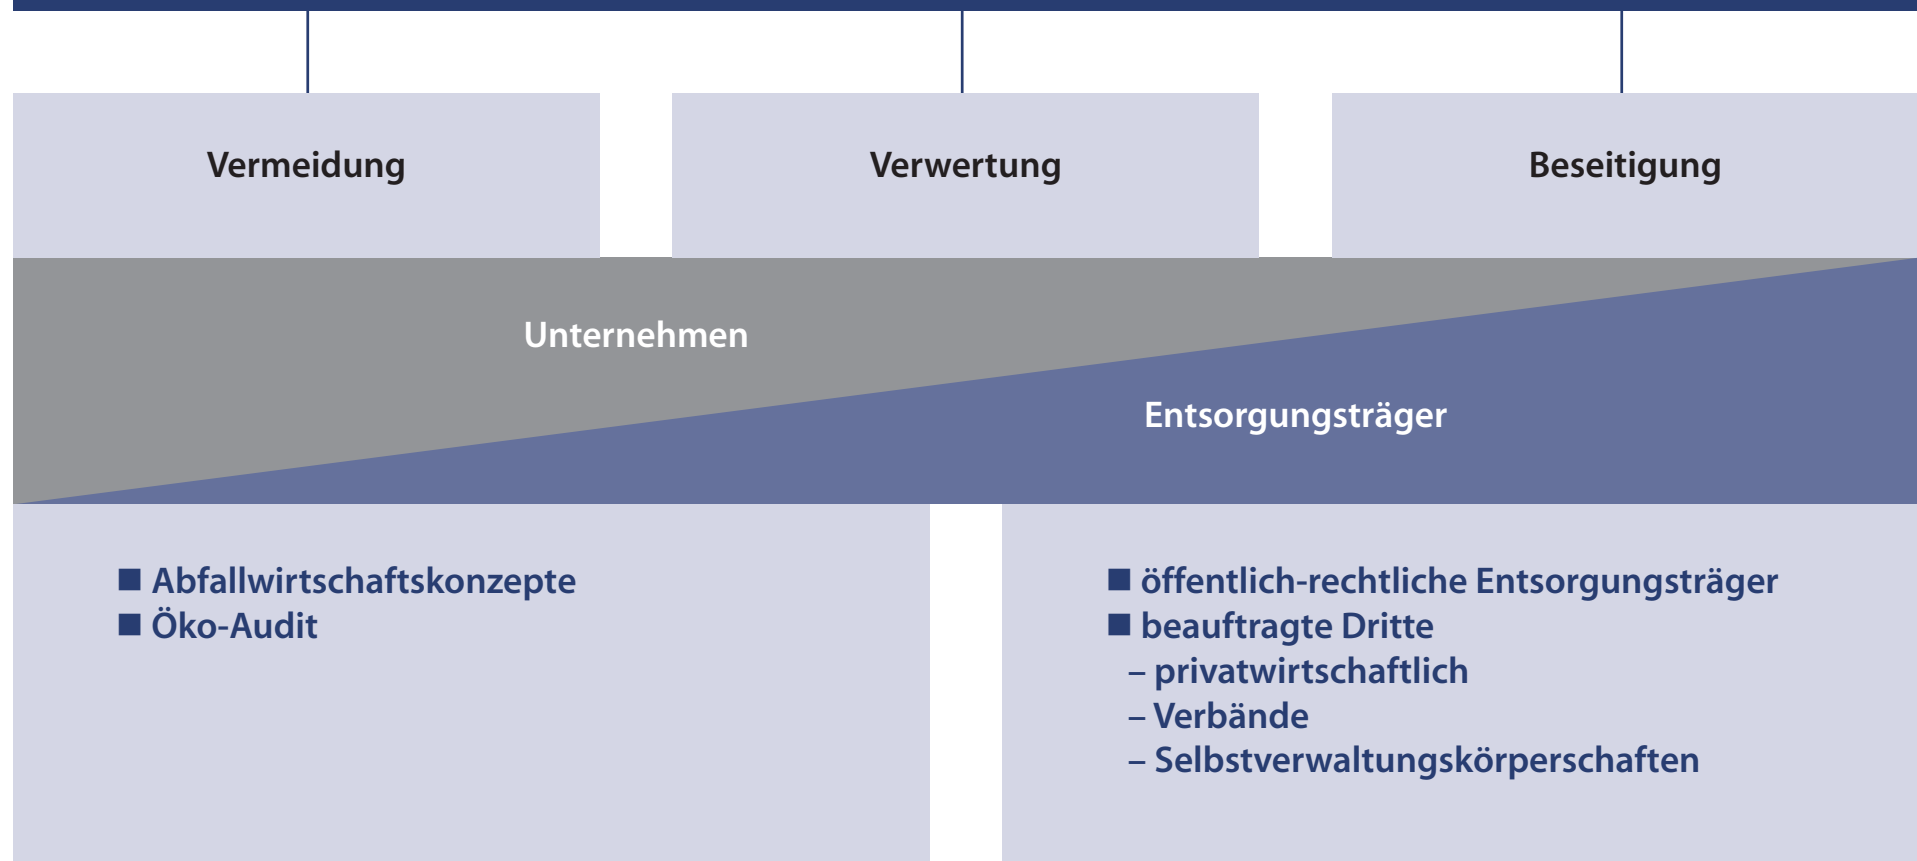 Vermeidung
Verwertung
Beseitigung
Unternehmen
Entsorgungsträger
■ Abfallwirtschaftskonzepte
■ Öko-Audit
■ öffentlich-rechtliche Entsorgungsträger
■ beauftragte Dritte
– privatwirtschaftlich
– Verbände
– Selbstverwaltungskörperschaften